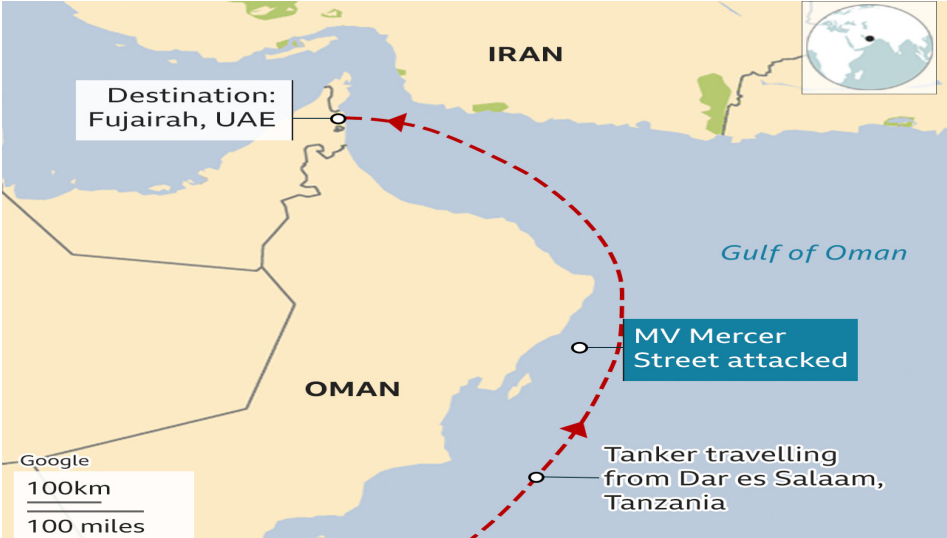 IRAN
Destination:
Fujairah, UAE
Gulf of Oman
MV Mercer
Street attacked
OMAN
Tanker travelling
from Dar es Salaam,
Tanzania
Google
100km
100 miles